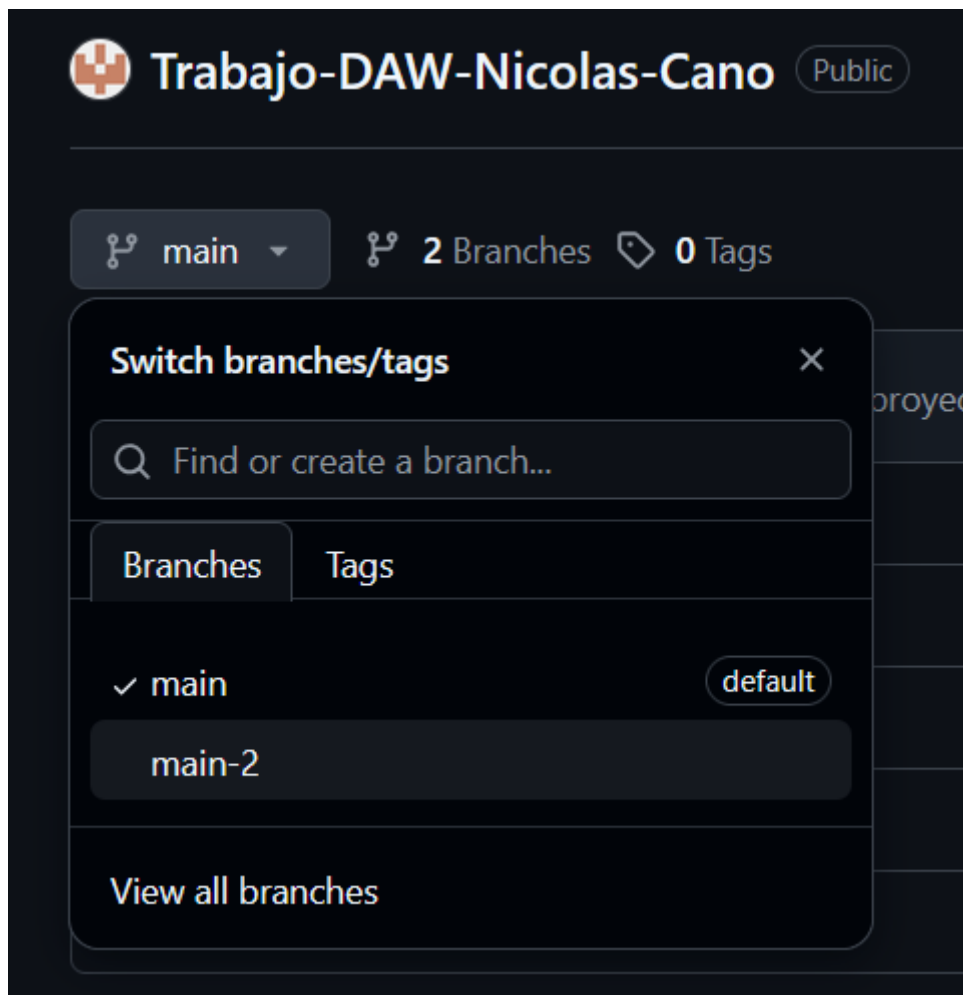 Trabajo-DAW-Nicolas-Cano Public
main 2 Branches 0 Tags
Switch branches/tags
Find or create a branch...
Branches Tags
main default
main-2
View all branches